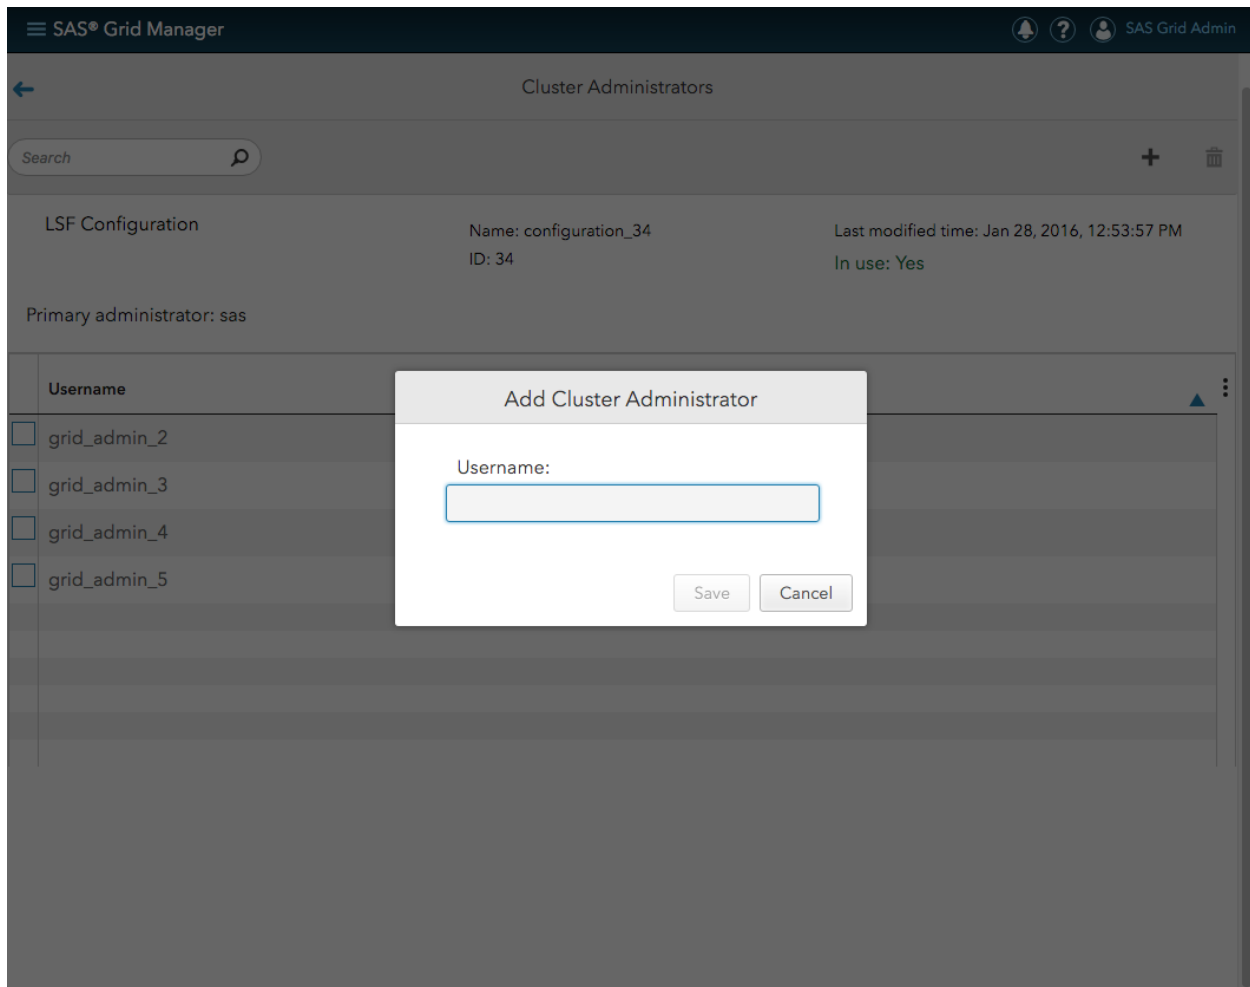 SAS® Grid Manager
SAS Grid Admin
Cluster Administrators
Search
LSF Configuration
Name: configuration_34
Last modified time: Jan 28, 2016, 12:53:57 PM
ID: 34
In use: Yes
Primary administrator: sas
Username
grid_admin_2
grid_admin_3
grid_admin_4
grid_admin_5
Add Cluster Administrator
Username:
Save
Cancel